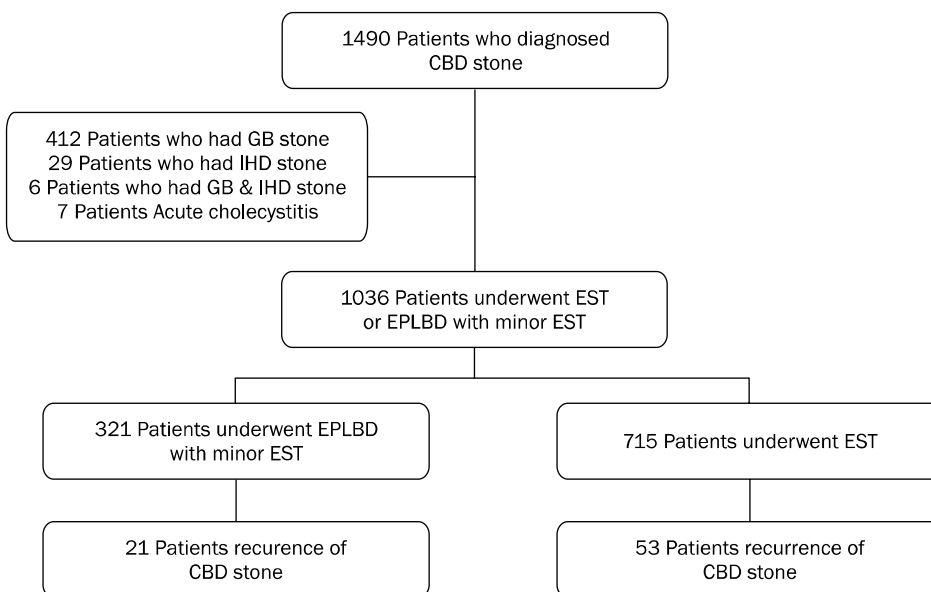 1490 Patients who diagnosed
CBD stone
412 Patients who had GB stone
29 Patients who had IHD stone
6 Patients who had GB & IHD stone
7 Patients Acute cholecystitis
1036 Patients underwent EST
or EPLBD with minor EST
321 Patients underwent EPLBD
with minor EST
715 Patients underwent EST
21 Patients recurence of
CBD stone
53 Patients recurrence of
CBD stone